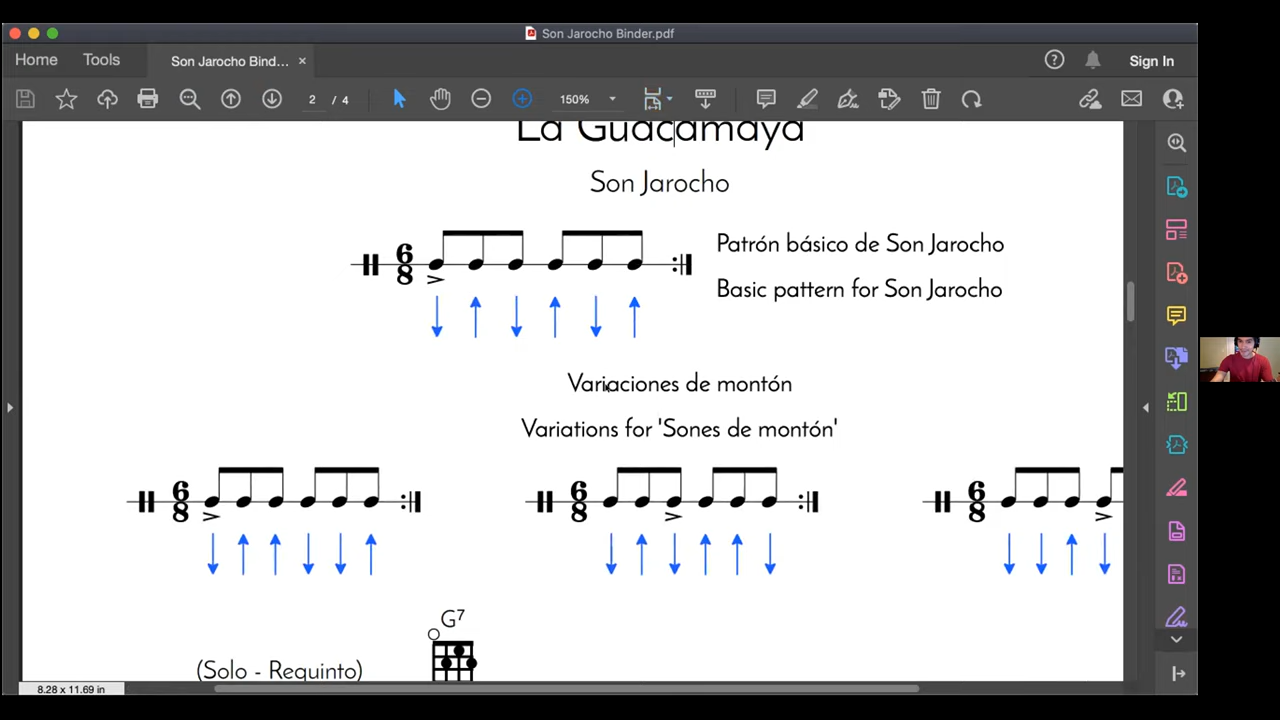 Son Jarocho Binder.pdf
Home
Tools
Son Jarocho Bind...
Sign In
2 / 4
150%
La Guacamaya
Son Jarocho
6
8
Patrón básico de Son Jarocho
Basic pattern for Son Jarocho
Variaciones de montón
Variations for 'Sones de montón'
6
8
6
8
6
8
G7
(Solo - Requinto)
8.28 x 11.69 in